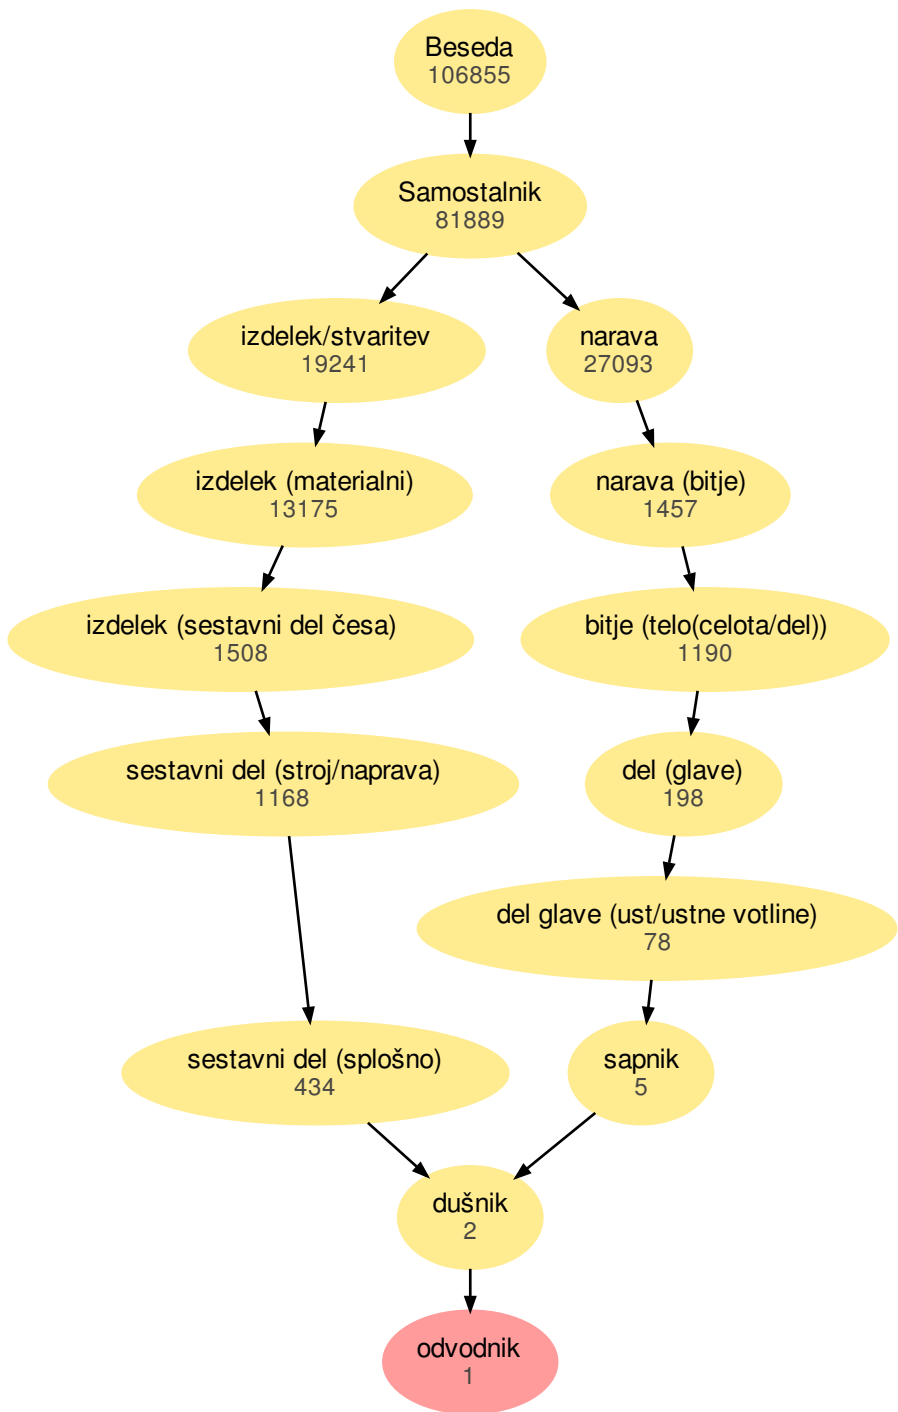 Beseda
106855
Samostalnik
81889
izdelek/stvaritev
19241
narava
27093
izdelek (materialni)
13175
narava (bitje)
1457
izdelek (sestavni del česa)
1508
bitje (telo(celota/del))
1190
sestavni del (stroj/naprava)
1168
del (glave)
198
del glave (ust/ustne votline)
78
sestavni del (splošno)
434
sapnik
5
dušnik
2
odvodnik
1